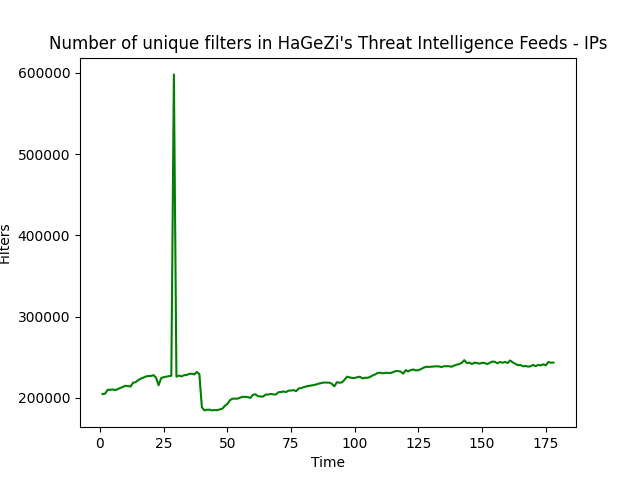 Number of unique filters in HaGeZi's Threat Intelligence Feeds - IPs
600000
500000
400000
300000
200000
Filters
0 25 50 75 100 125 150 175
Time